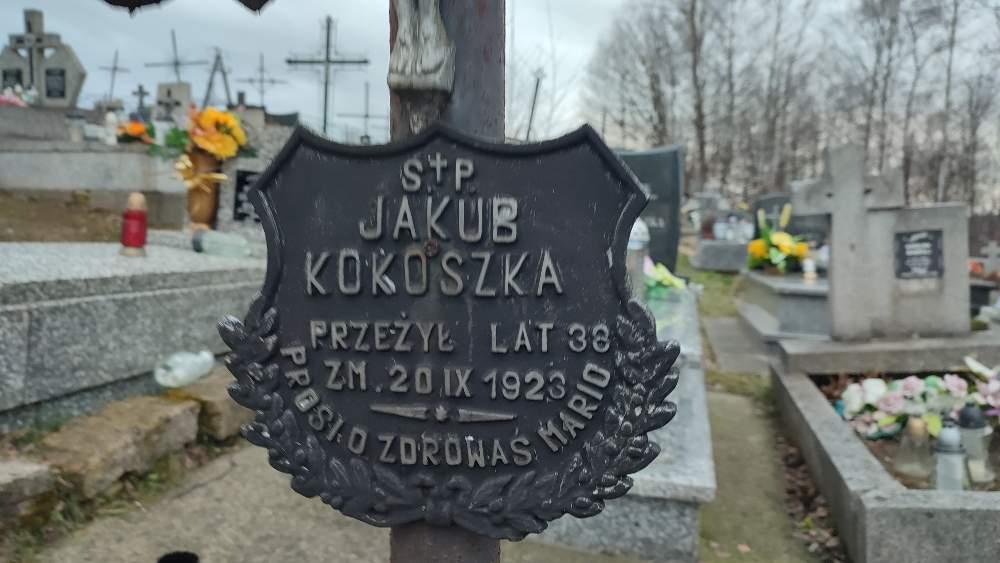 Ś†P.
JAKUB
KOKOSZKA
PRZEŻYŁ LAT 38
ZM. 20 IX 1923
PROSI O ZDROWAŚ MARIO